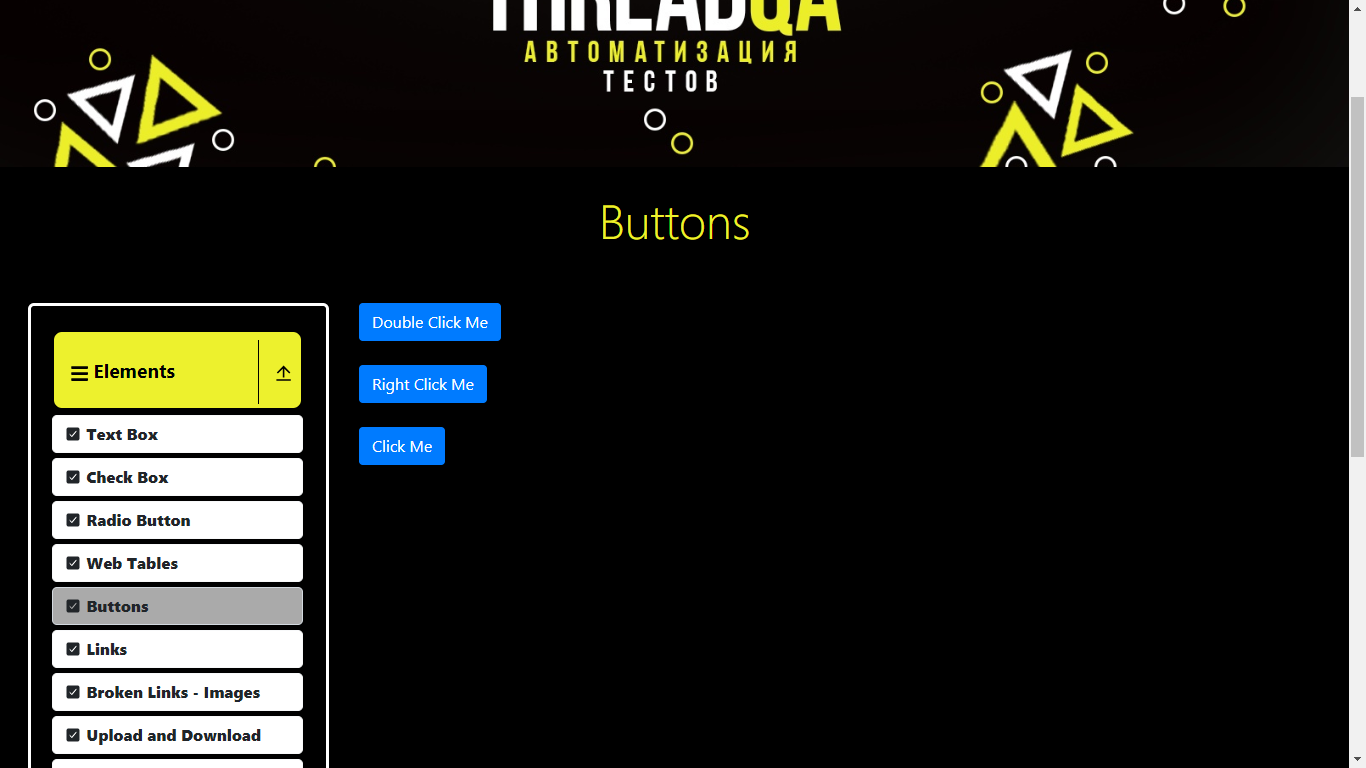 THREADQA
АВТОМАТИЗАЦИЯ
ТЕСТОВ
Buttons
Elements
Text Box
Check Box
Radio Button
Web Tables
Buttons
Links
Broken Links - Images
Upload and Download
Double Click Me
Right Click Me
Click Me